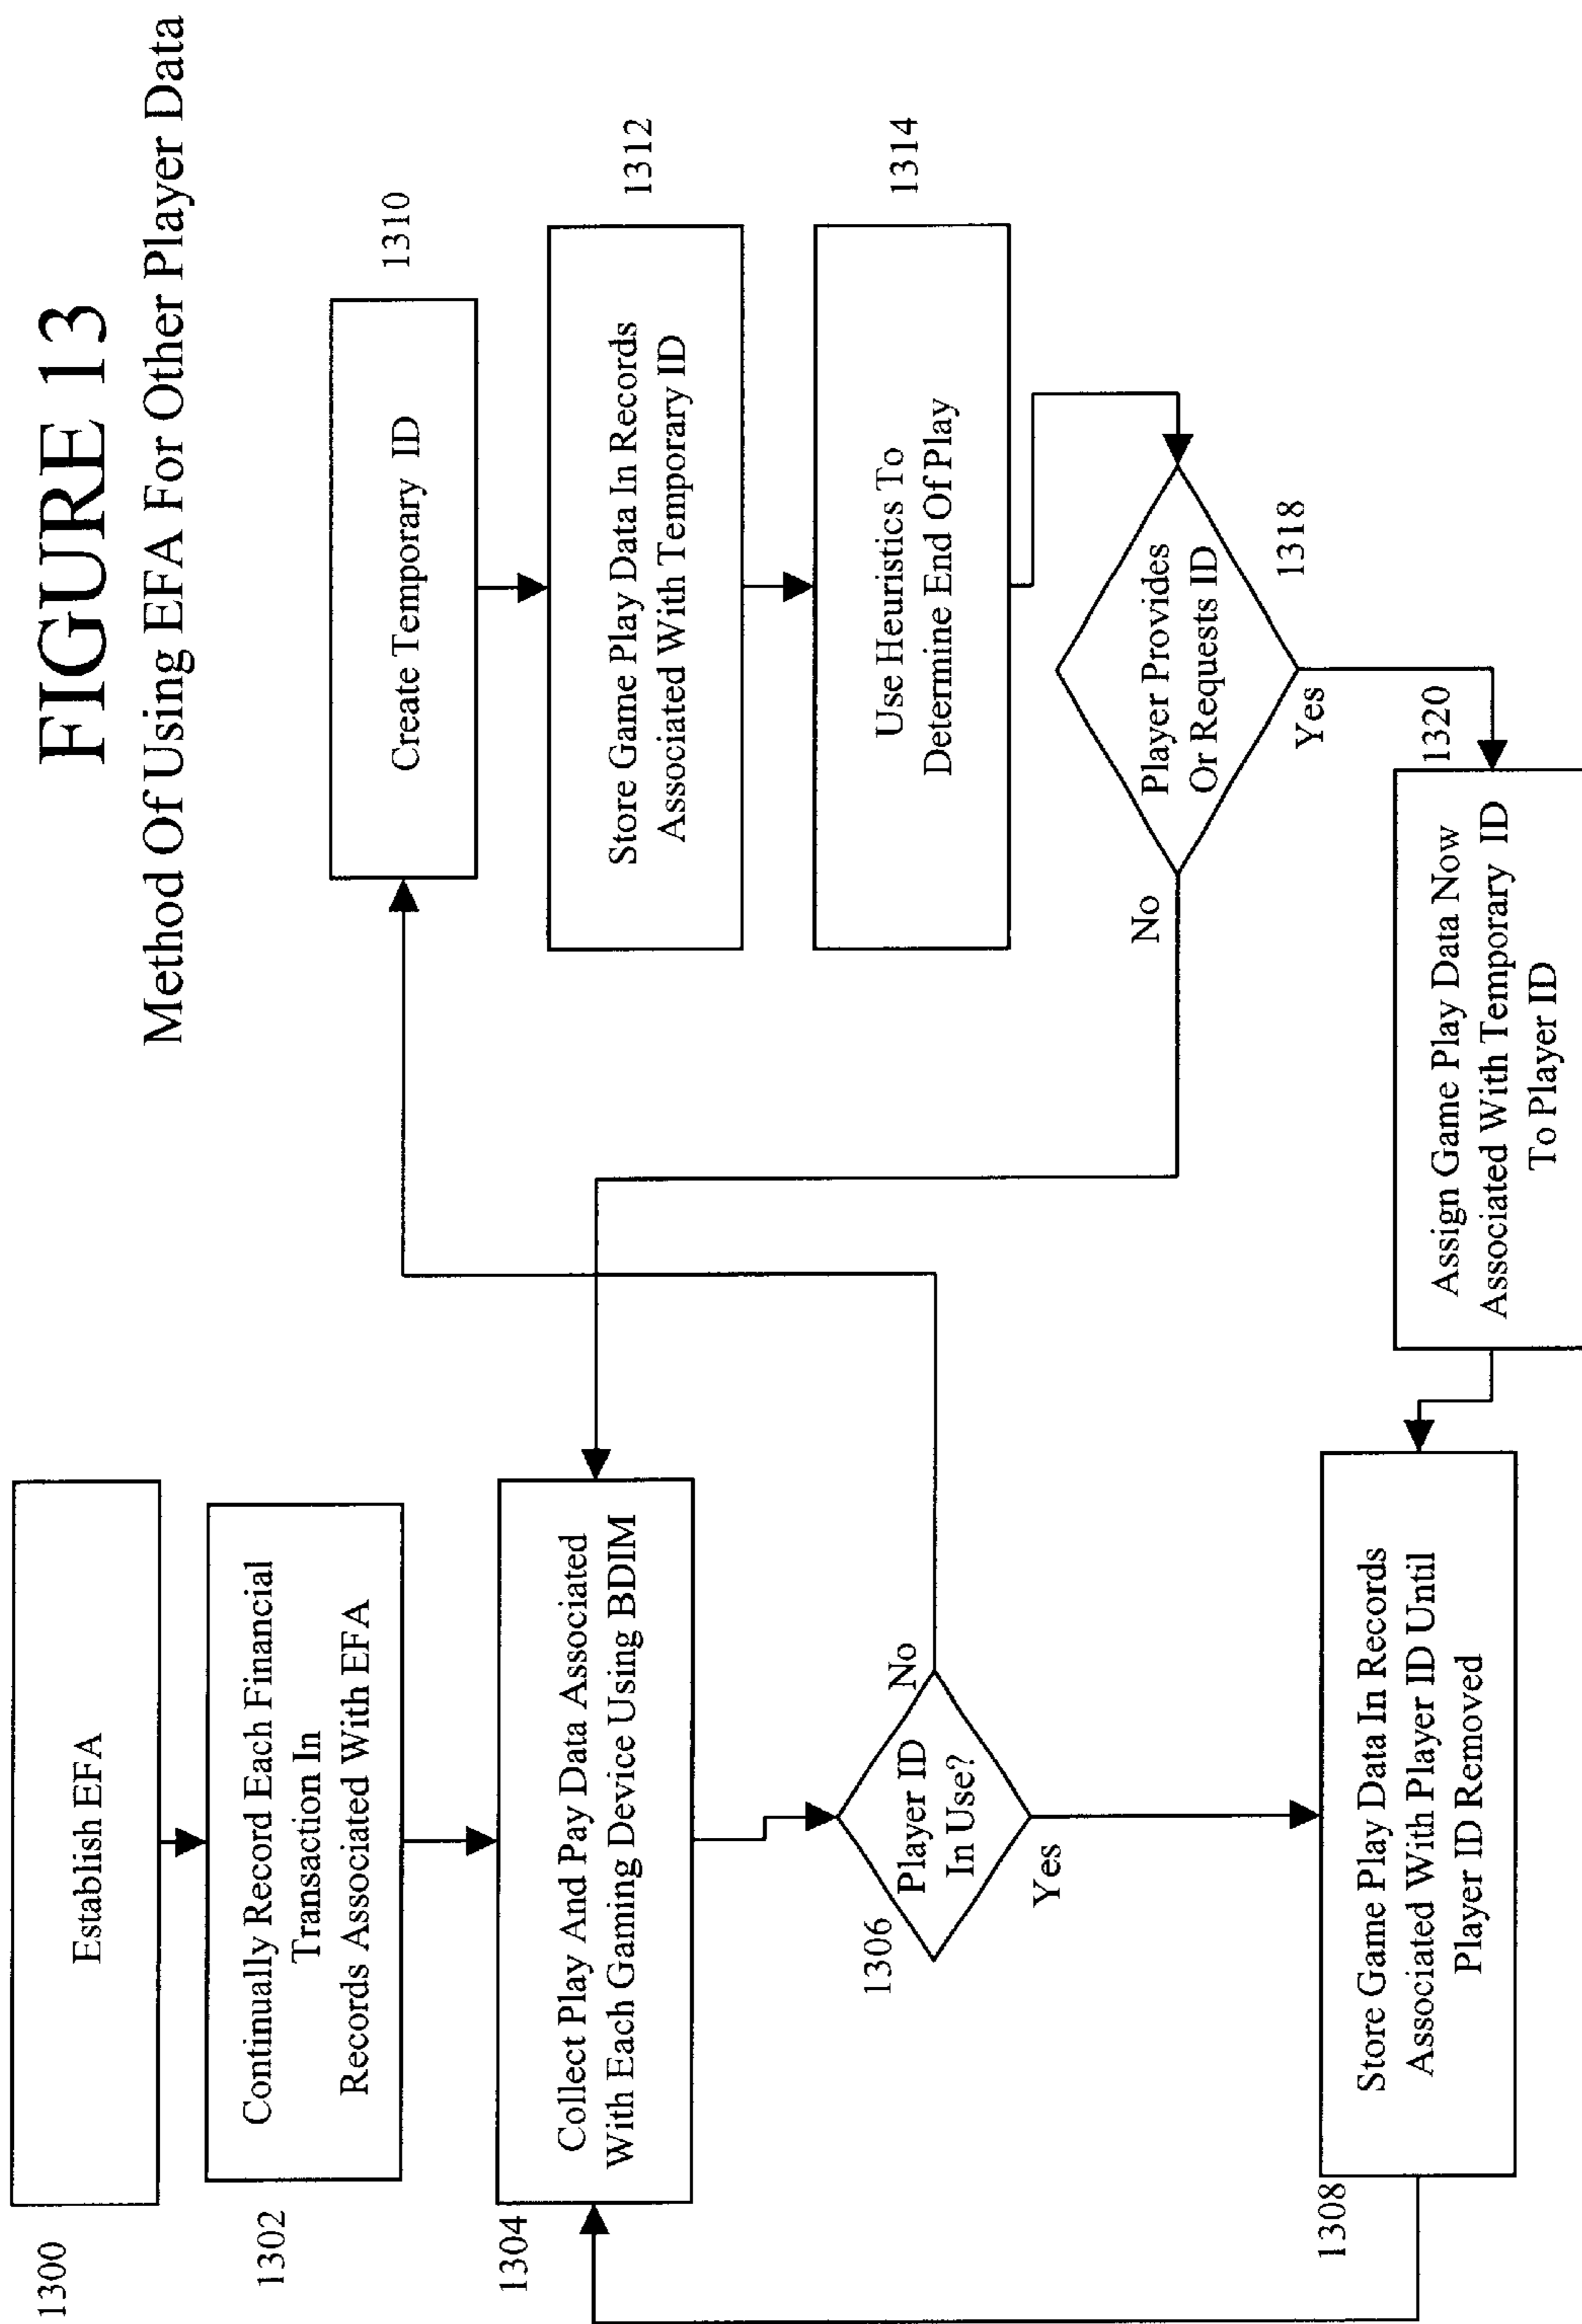 FIGURE 13
Method Of Using EFA For Other Player Data
1300
Establish EFA
1302
Continually Record Each Financial
Transaction In
Records Associated With EFA
1304
Collect Play And Pay Data Associated
With Each Gaming Device Using BDIM
1306
Player ID
In Use?
No
Yes
1308
Store Game Play Data In Records
Associated With Player ID Until
Player ID Removed
1310
Create Temporary ID
1312
Store Game Play Data In Records
Associated With Temporary ID
1314
Use Heuristics To
Determine End Of Play
1318
Player Provides
Or Requests ID
No
Yes
1320
Assign Game Play Data Now
Associated With Temporary ID
To Player ID